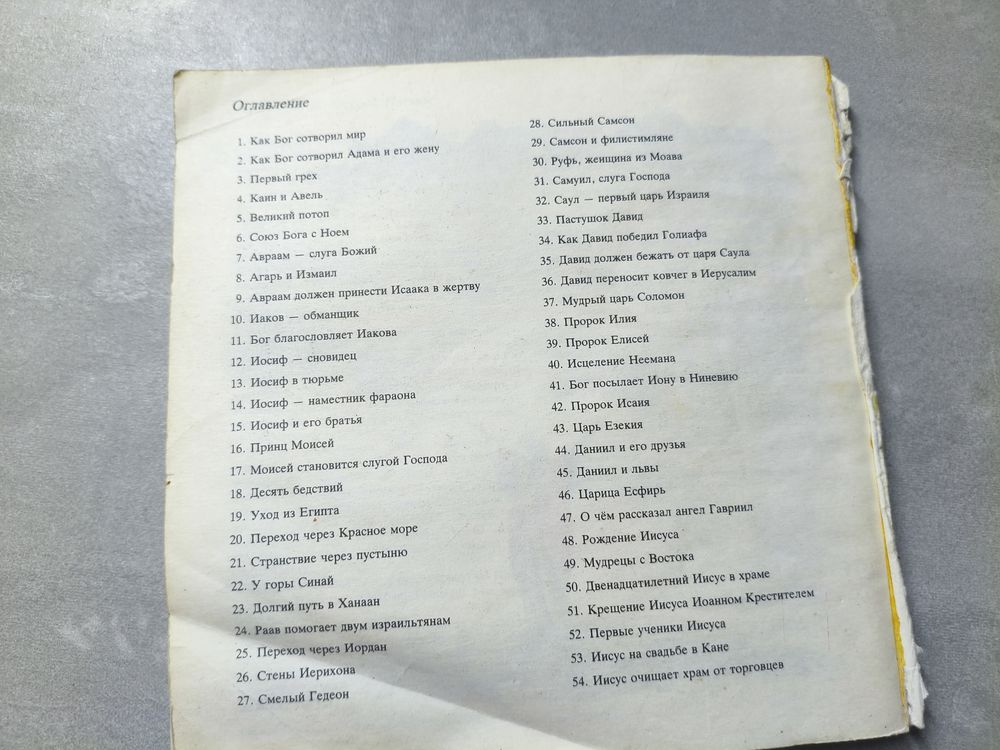 Оглавление
1. Как Бог сотворил мир
2. Как Бог сотворил Адама и его жену
3. Первый грех
4. Каин и Авель
5. Великий потоп
6. Союз Бога с Ноем
7. Авраам — слуга Божий
8. Агарь и Измаил
9. Авраам должен принести Исаака в жертву
10. Иаков — обманщик
11. Бог благословляет Иакова
12. Иосиф — сновидец
13. Иосиф в тюрьме
14. Иосиф — наместник фараона
15. Иосиф и его братья
16. Принц Моисей
17. Моисей становится слугой Господа
18. Десять бедствий
19. Уход из Египта
20. Переход через Красное море
21. Странствие через пустыню
22. У горы Синай
23. Долгий путь в Ханаан
24. Раав помогает двум израильтянам
25. Переход через Иордан
26. Стены Иерихона
27. Смелый Гедеон
28. Сильный Самсон
29. Самсон и филистимляне
30. Руфь, женщина из Моава
31. Самуил, слуга Господа
32. Саул — первый царь Израиля
33. Пастушок Давид
34. Как Давид победил Голиафа
35. Давид должен бежать от царя Саула
36. Давид переносит ковчег в Иерусалим
37. Мудрый царь Соломон
38. Пророк Илия
39. Пророк Елисей
40. Исцеление Неемана
41. Бог посылает Иону в Ниневию
42. Пророк Исаия
43. Царь Езекия
44. Даниил и его друзья
45. Даниил и львы
46. Царица Есфирь
47. О чём рассказал ангел Гавриил
48. Рождение Иисуса
49. Мудрецы с Востока
50. Двенадцатилетний Иисус в храме
51. Крещение Иисуса Иоанном Крестителем
52. Первые ученики Иисуса
53. Иисус на свадьбе в Кане
54. Иисус очищает храм от торговцев